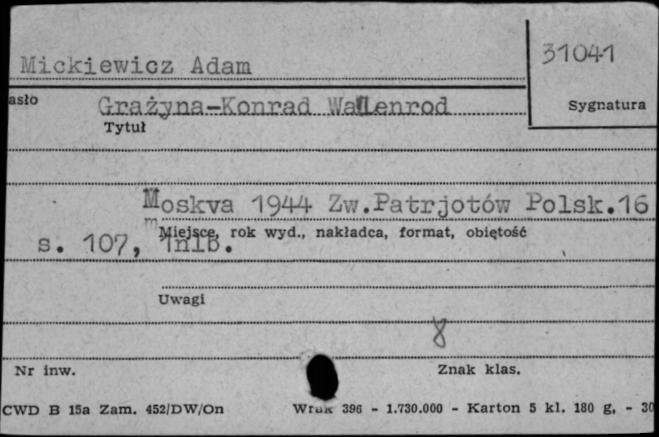 31041
Mickiewicz Adam
asło Grażyna-Konrad Wallenrod Sygnatura
Tytuł
Moskva 1944 Zw.Patrjotów Polsk.16
m Miejsce, rok wyd., nakładca, format, obiętość
s. 107, 1nlb.
Uwagi
8
Nr inw. Znak klas.
CWD B 15a Zam. 452/DW/On Wrak 396 - 1.730.000 - Karton 5 kl. 180 g, - 30